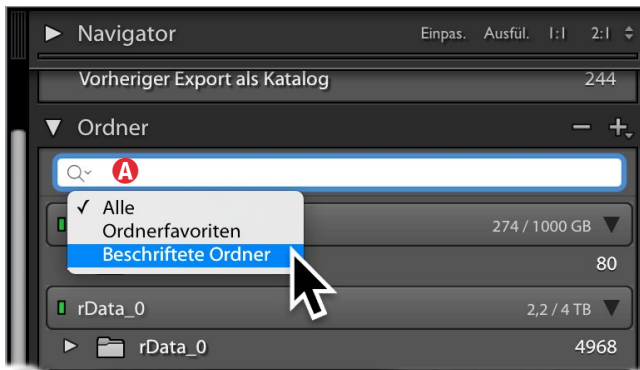 Navigator Einpas. Ausfül. 1:1 2:1
Vorheriger Export als Katalog 244
Ordner
A
✓ Alle
Ordnerfavoriten 274 / 1000 GB
Beschriftete Ordner
80
rData_0 2,2 / 4 TB
rData_0 4968